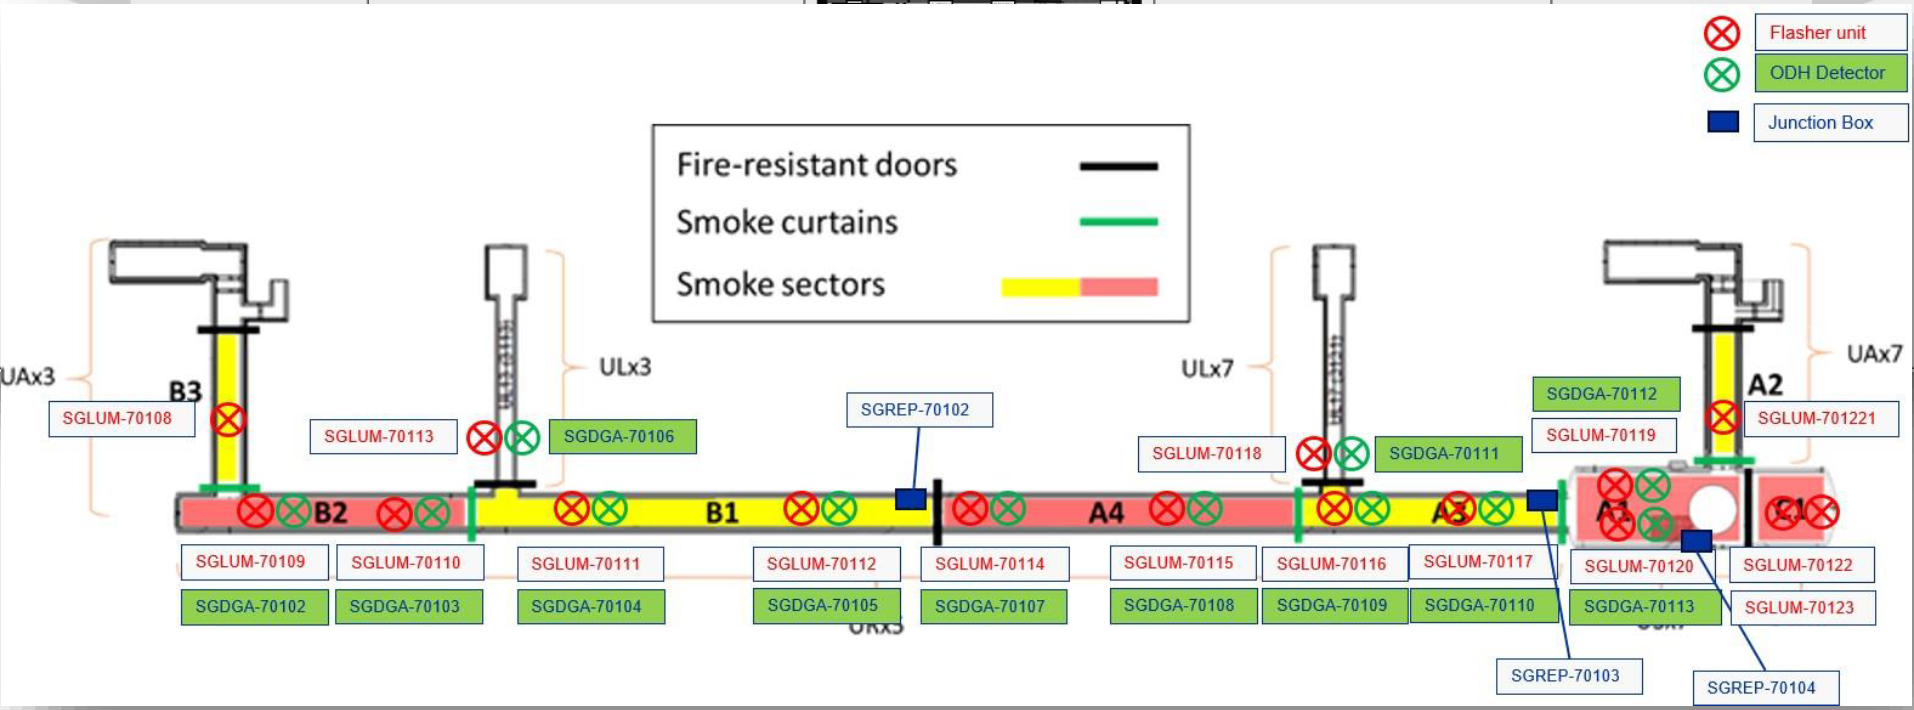 Flasher unit
ODH Detector
Junction Box
Fire-resistant doors
Smoke curtains
Smoke sectors
UAx3
B3
ULx3
ULx7
UAx7
A2
SGLUM-70108
SGLUM-70113
SGDGA-70106
SGREP-70102
SGLUM-70118
SGDGA-70111
SGDGA-70112
SGLUM-70119
SGLUM-701221
B2
B1
A4
A3
A1
C1
SGLUM-70109
SGLUM-70110
SGLUM-70111
SGLUM-70112
SGLUM-70114
SGLUM-70115
SGLUM-70116
SGLUM-70117
SGLUM-70120
SGLUM-70122
SGDGA-70102
SGDGA-70103
SGDGA-70104
SGDGA-70105
SGDGA-70107
SGDGA-70108
SGDGA-70109
SGDGA-70110
SGDGA-70113
SGLUM-70123
SGREP-70103
SGREP-70104